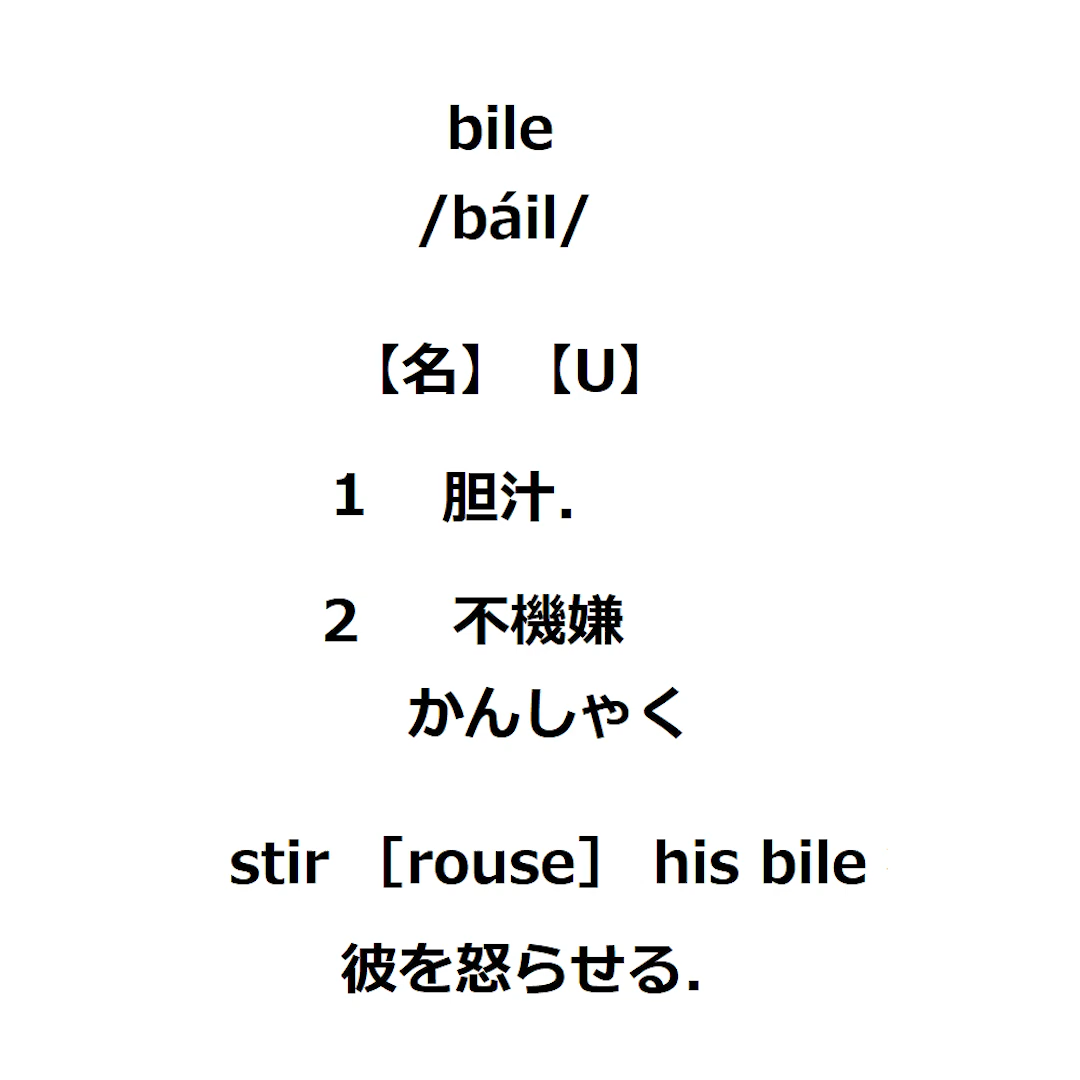 bile
/báil/
【名】【U】
1 胆汁.
2 不機嫌
かんしゃく
stir ［rouse］ his bile
彼を怒らせる.